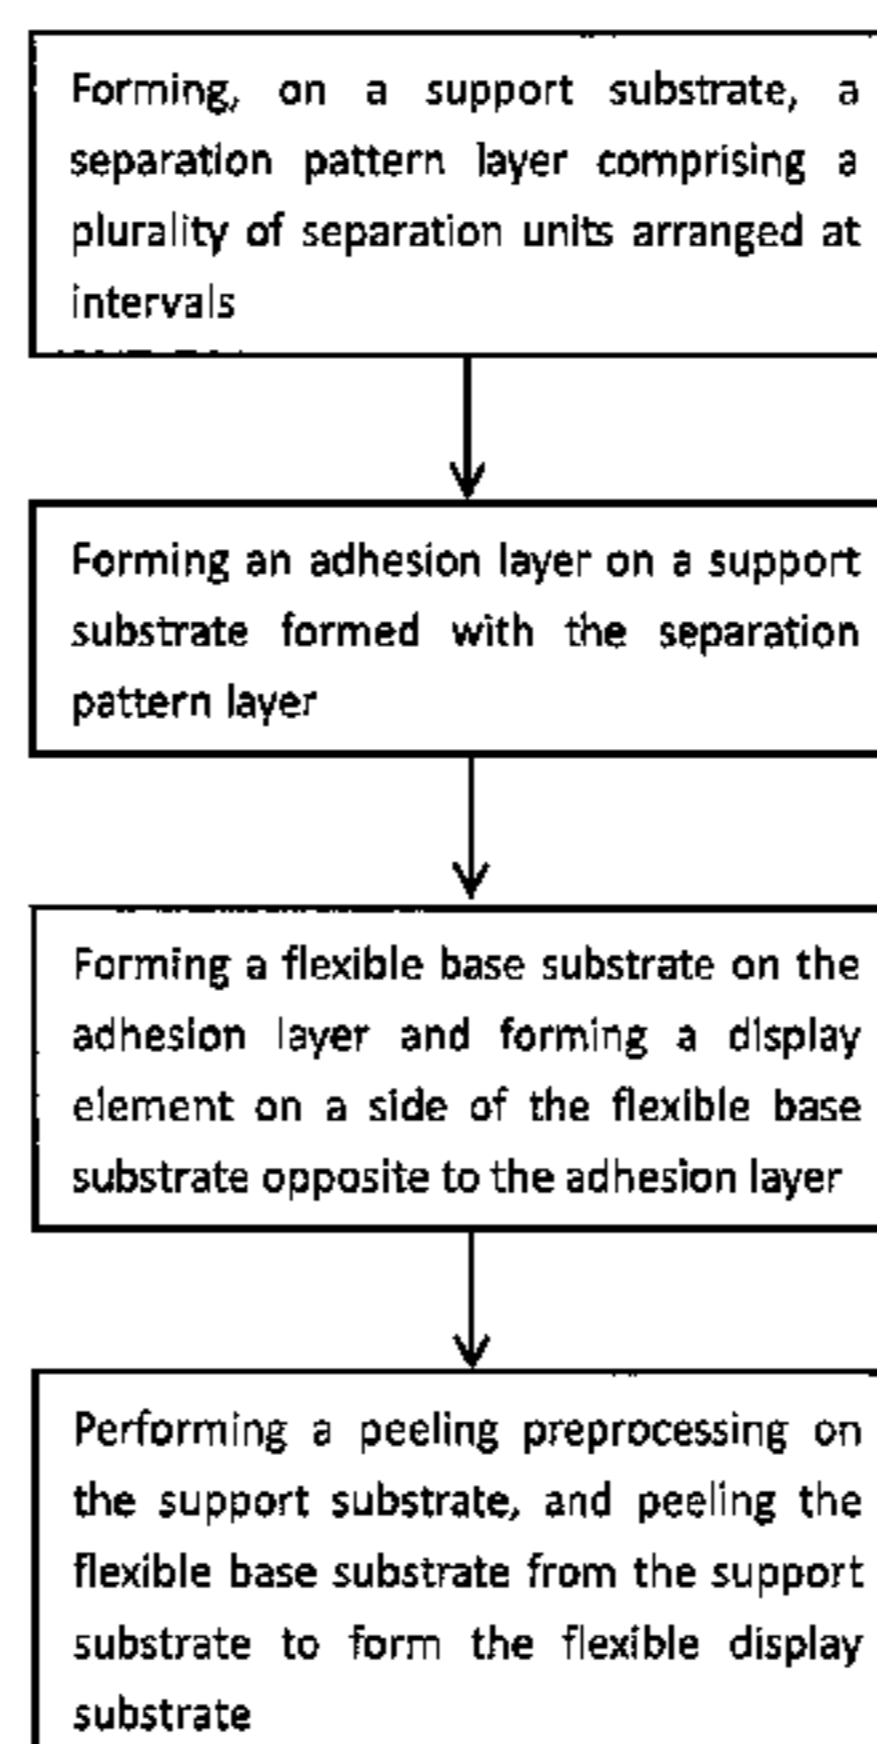 Forming, on a support substrate, a
separation pattern layer comprising a
plurality of separation units arranged at
intervals
Forming an adhesion layer on a support
substrate formed with the separation
pattern layer
Forming a flexible base substrate on the
adhesion layer and forming a display
element on a side of the flexible base
substrate opposite to the adhesion layer
Performing a peeling preprocessing on
the support substrate, and peeling the
flexible base substrate from the support
substrate to form the flexible display
substrate